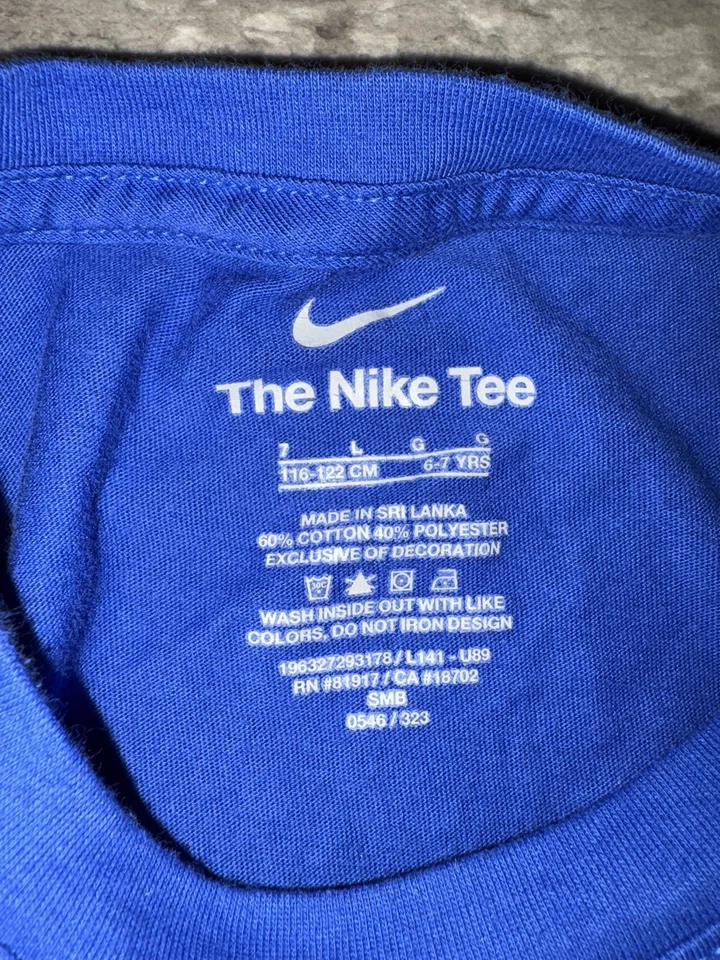 The Nike Tee
7 L G G
116-122 CM 6-7 YRS
MADE IN SRI LANKA
60% COTTON 40% POLYESTER
EXCLUSIVE OF DECORATION
30C
WASH INSIDE OUT WITH LIKE
COLORS, DO NOT IRON DESIGN
196327293178 / L141 - U89
RN #81917 / CA #18702
SMB
0546 / 323